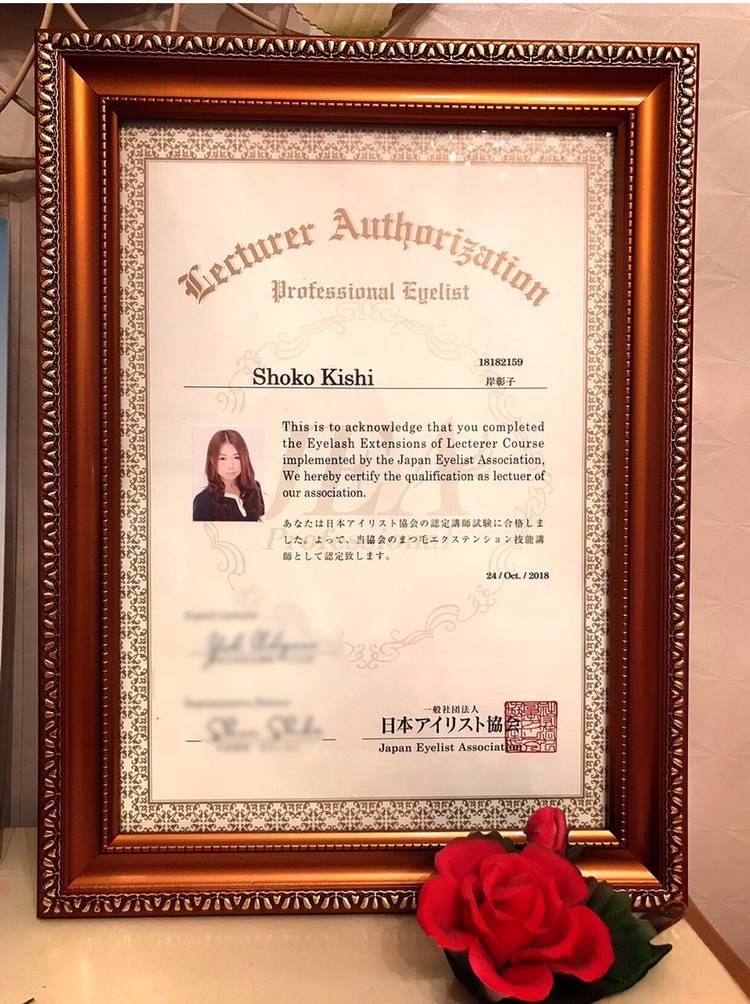 Lecturer Authorization
Professional Eyelist
18182159
Shoko Kishi 岸彰子
This is to acknowledge that you completed
the Eyelash Extensions of Lecterer Course
implemented by the Japan Eyelist Association,
We hereby certify the qualification as lectuer of
our association.
JEA
Professional
あなたは日本アイリスト協会の認定講師試験に合格しま
した。よって、当協会のまつ毛エクステンション技能講
師として認定致します。
24 / Oct. / 2018
一般社団法人
日本アイリスト協会
Japan Eyelist Association